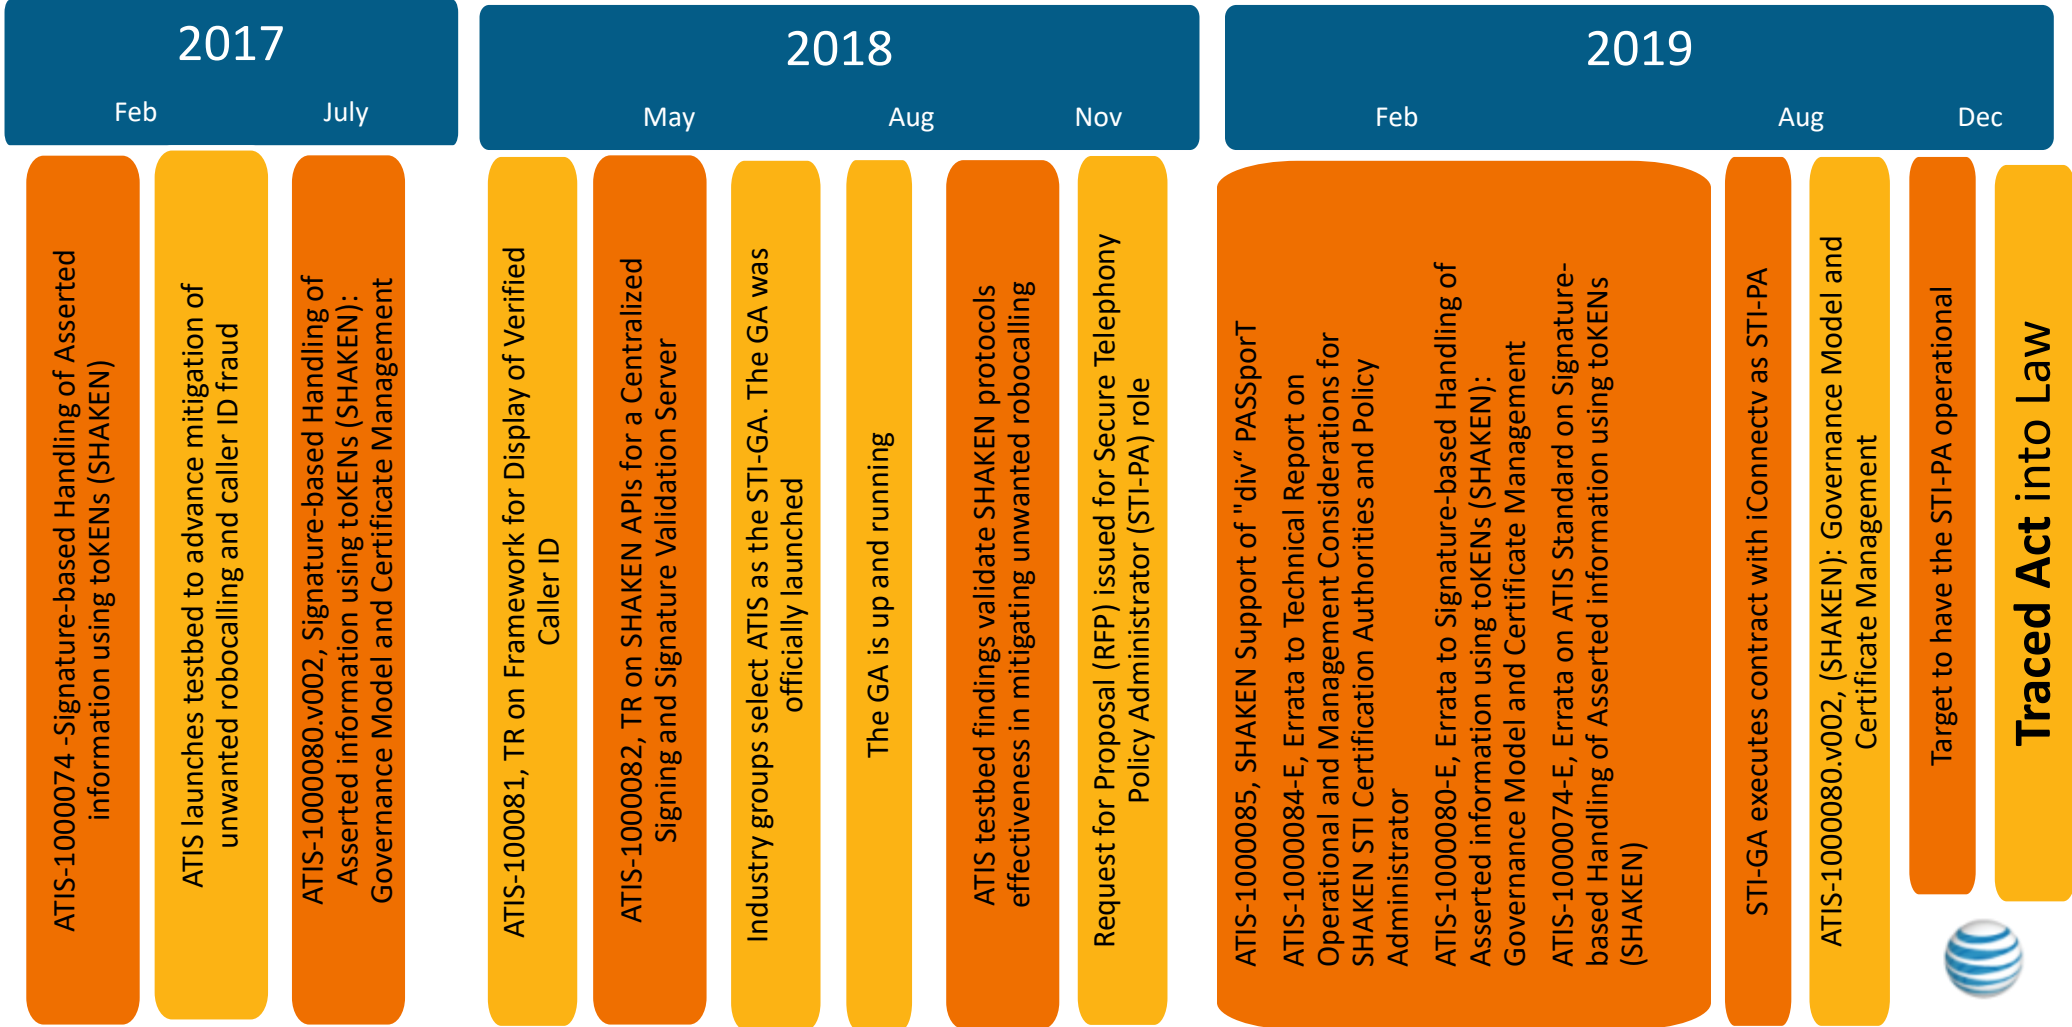 2017
Feb
July
2018
May
Aug
Nov
2019
Feb
Aug
Dec
ATIS-1000074 -Signature-based Handling of Asserted
information using toKENs (SHAKEN)
ATIS launches testbed to advance mitigation of
unwanted robocalling and caller ID fraud
ATIS-1000080.v002, Signature-based Handling of
Asserted information using toKENs (SHAKEN):
Governance Model and Certificate Management
ATIS-100081, TR on Framework for Display of Verified
Caller ID
ATIS-1000082, TR on SHAKEN APIs for a Centralized
Signing and Signature Validation Server
Industry groups select ATIS as the STI-GA. The GA was
officially launched
The GA is up and running
ATIS testbed findings validate SHAKEN protocols
effectiveness in mitigating unwanted robocalling
Request for Proposal (RFP) issued for Secure Telephony
Policy Administrator (STI-PA) role
ATIS-1000085, SHAKEN Support of "div“ PASSporT
ATIS-1000084-E, Errata to Technical Report on
Operational and Management Considerations for
SHAKEN STI Certification Authorities and Policy
Administrator
ATIS-1000080-E, Errata to Signature-based Handling of
Asserted information using toKENs (SHAKEN):
Governance Model and Certificate Management
ATIS-1000074-E, Errata on ATIS Standard on Signature-
based Handling of Asserted information using toKENs
(SHAKEN)
STI-GA executes contract with iConnectv as STI-PA
ATIS-1000080.v002, (SHAKEN): Governance Model and
Certificate Management
Target to have the STI-PA operational
Traced Act into Law